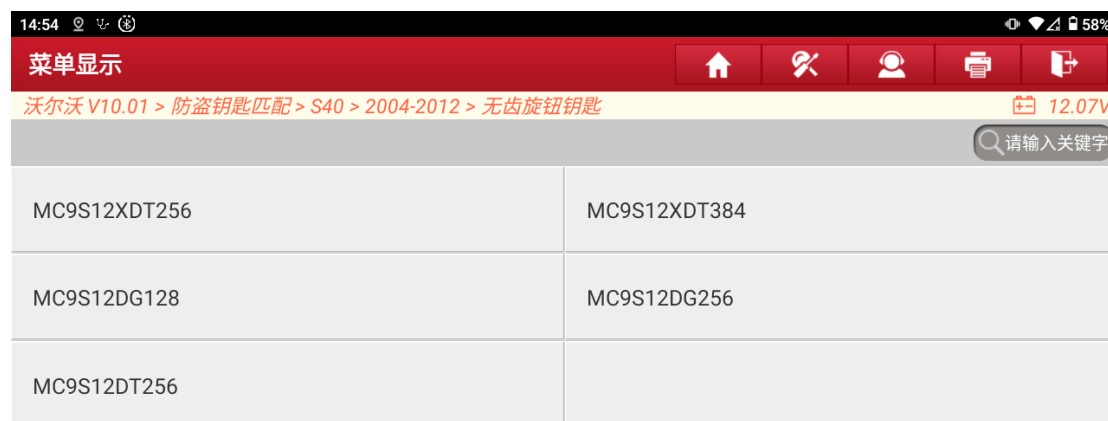 14:54 58%
菜单显示
沃尔沃 V10.01 > 防盗钥匙匹配 > S40 > 2004-2012 > 无齿旋钮钥匙 12.07V
请输入关键字
MC9S12XDT256 MC9S12XDT384
MC9S12DG128 MC9S12DG256
MC9S12DT256